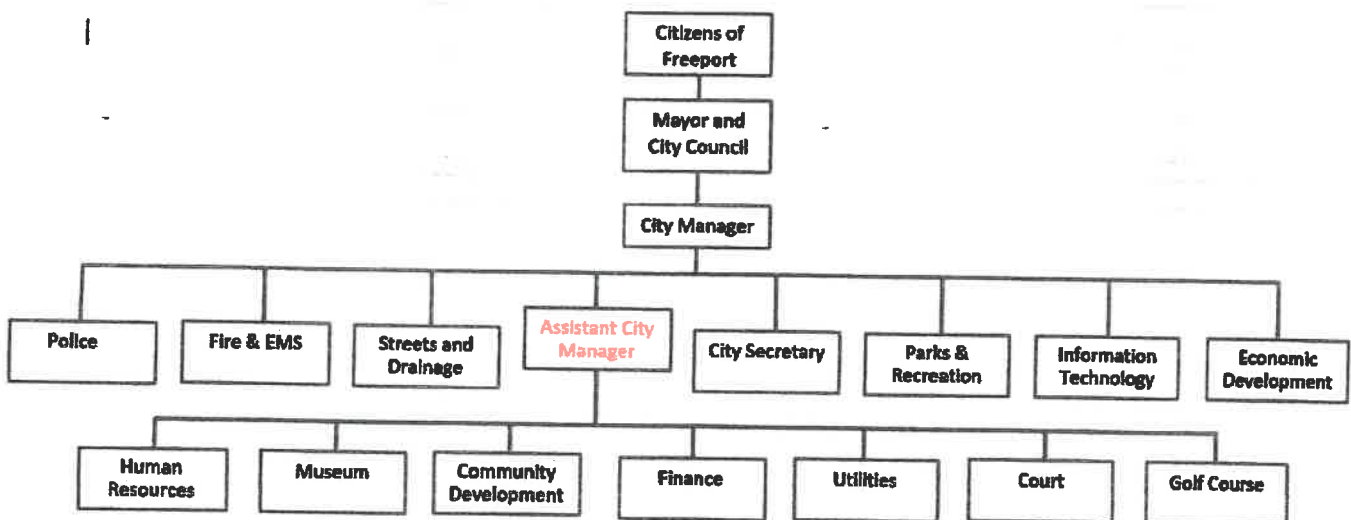 Citizens of
Freeport
Mayor and
City Council
City Manager
Police
Fire & EMS
Streets and
Drainage
Assistant City
Manager
City Secretary
Parks &
Recreation
Information
Technology
Economic
Development
Human
Resources
Museum
Community
Development
Finance
Utilities
Court
Golf Course